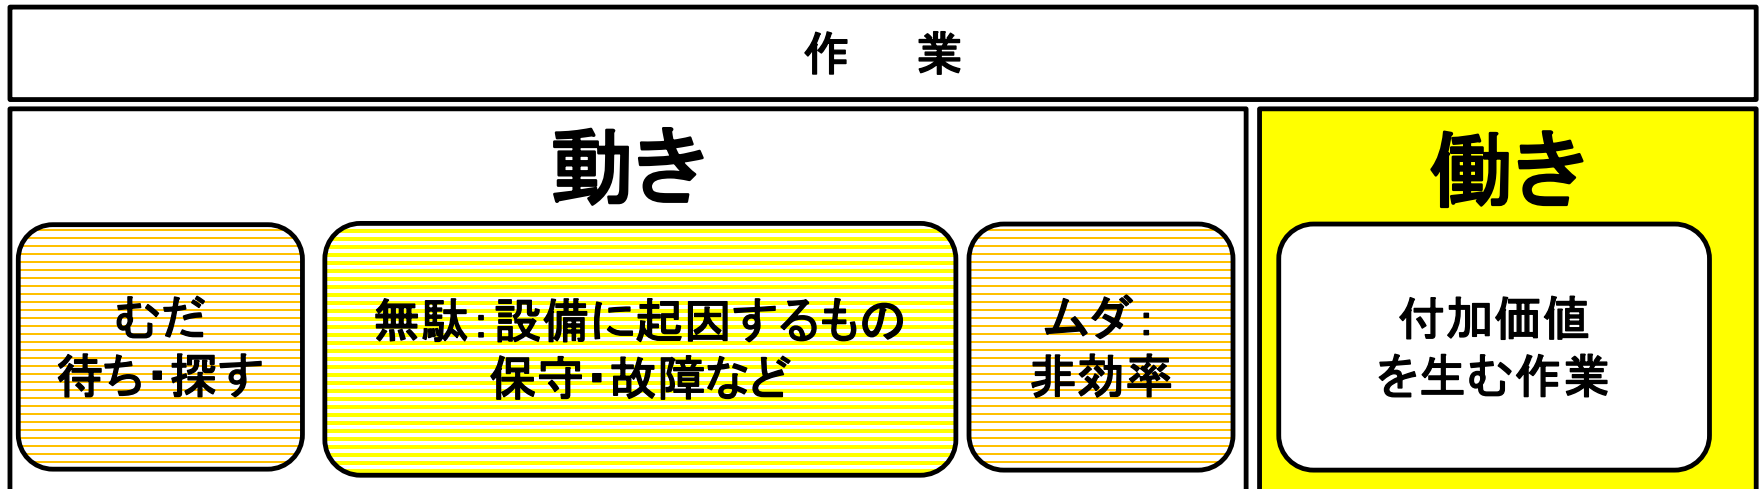 作　業
動き
働き
むだ
待ち・探す
無駄：設備に起因するもの
保守・故障など
ムダ：
非効率
付加価値
を生む作業